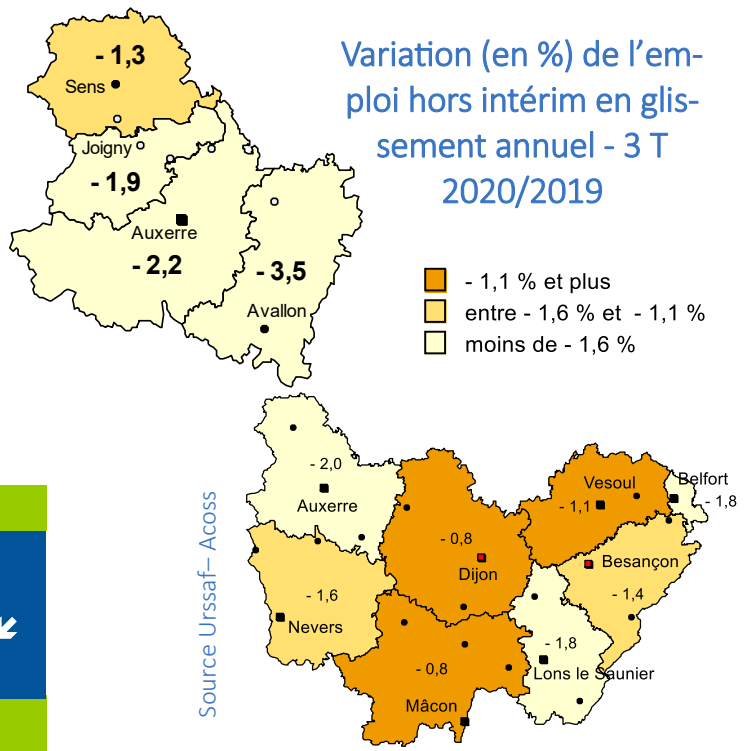 Variation (en %) de l'em-
ploi hors intérim en glis-
sement annuel - 3 T
2020/2019
- 1,3
Sens
Joigny
- 1,9
Auxerre
- 2,2
- 3,5
Avallon
- 1,1 % et plus
entre - 1,6 % et - 1,1 %
moins de - 1,6 %
- 2,0
Auxerre
Vesoul
- 1,1
Belfort
- 1,8
- 0,8
Dijon
Besançon
- 1,4
- 1,6
Nevers
- 1,8
Lons le Saunier
- 0,8
Mâcon
Source Urssaf– Acoss